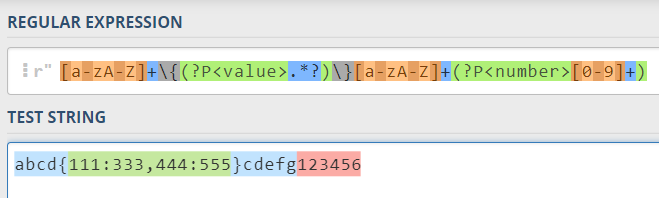 REGULAR EXPRESSION
r" [a-zA-Z]+\{(?P<value>.*?)\}[a-zA-Z]+(?P<number>[0-9]+)
TEST STRING
abcd{111:333,444:555}cdefg123456